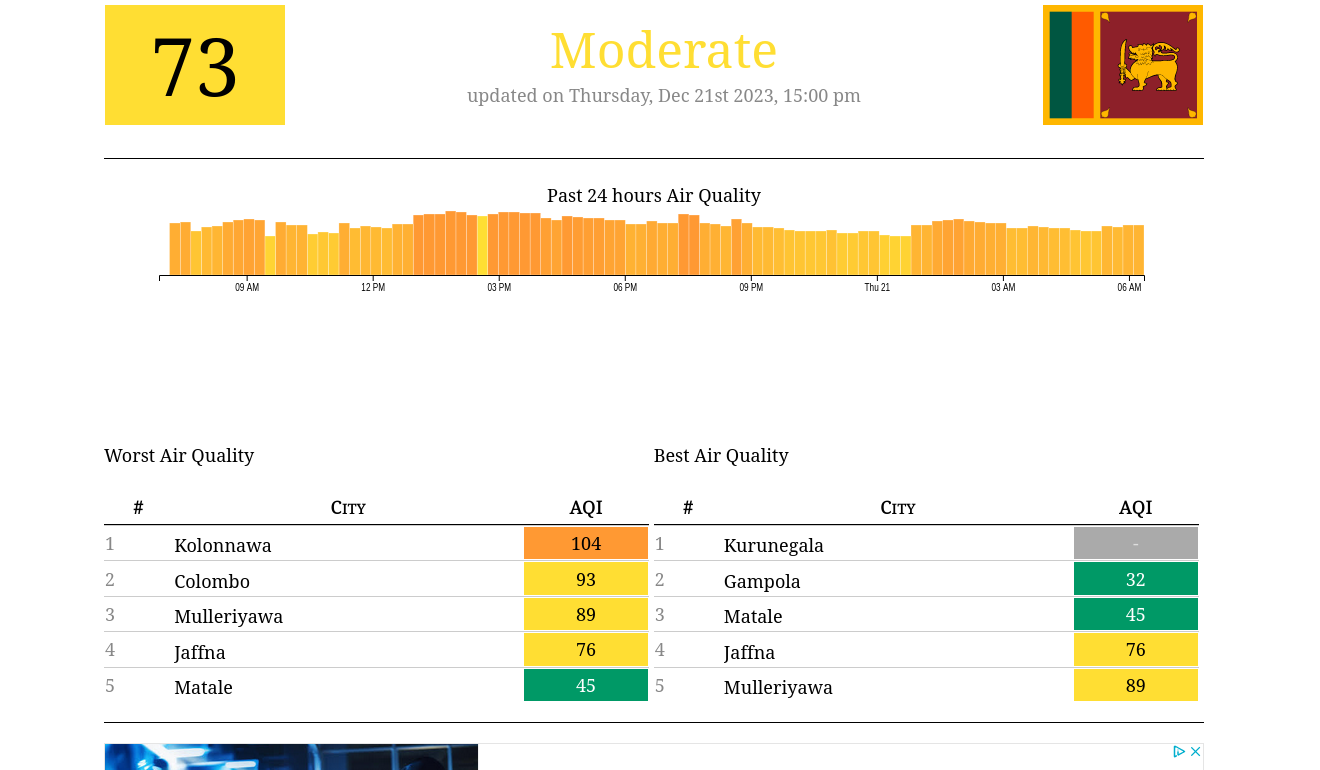 73
Moderate
updated on Thursday, Dec 21st 2023, 15:00 pm
Past 24 hours Air Quality
09 AM 12 PM 03 PM 06 PM 09 PM Thu 21 03 AM 06 AM
Worst Air Quality
# City AQI
1 Kolonnawa 104
2 Colombo 93
3 Mulleriyawa 89
4 Jaffna 76
5 Matale 45
Best Air Quality
# City AQI
1 Kurunegala -
2 Gampola 32
3 Matale 45
4 Jaffna 76
5 Mulleriyawa 89